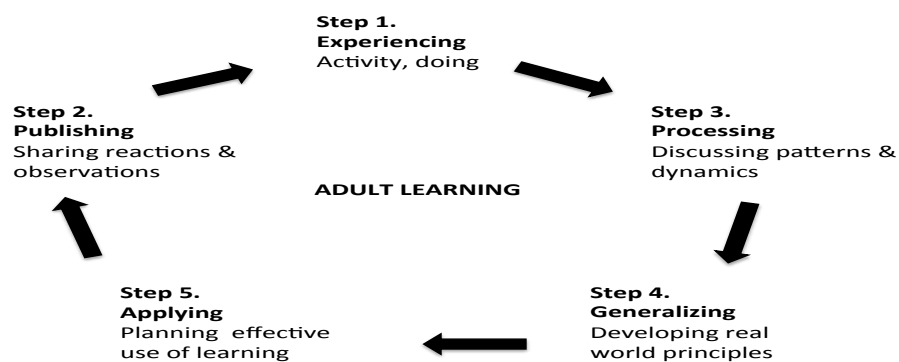 Step 1.
Experiencing
Activity, doing
Step 2.
Publishing
Sharing reactions &
observations
Step 3.
Processing
Discussing patterns &
dynamics
ADULT LEARNING
Step 5.
Applying
Planning effective
use of learning
Step 4.
Generalizing
Developing real
world principles